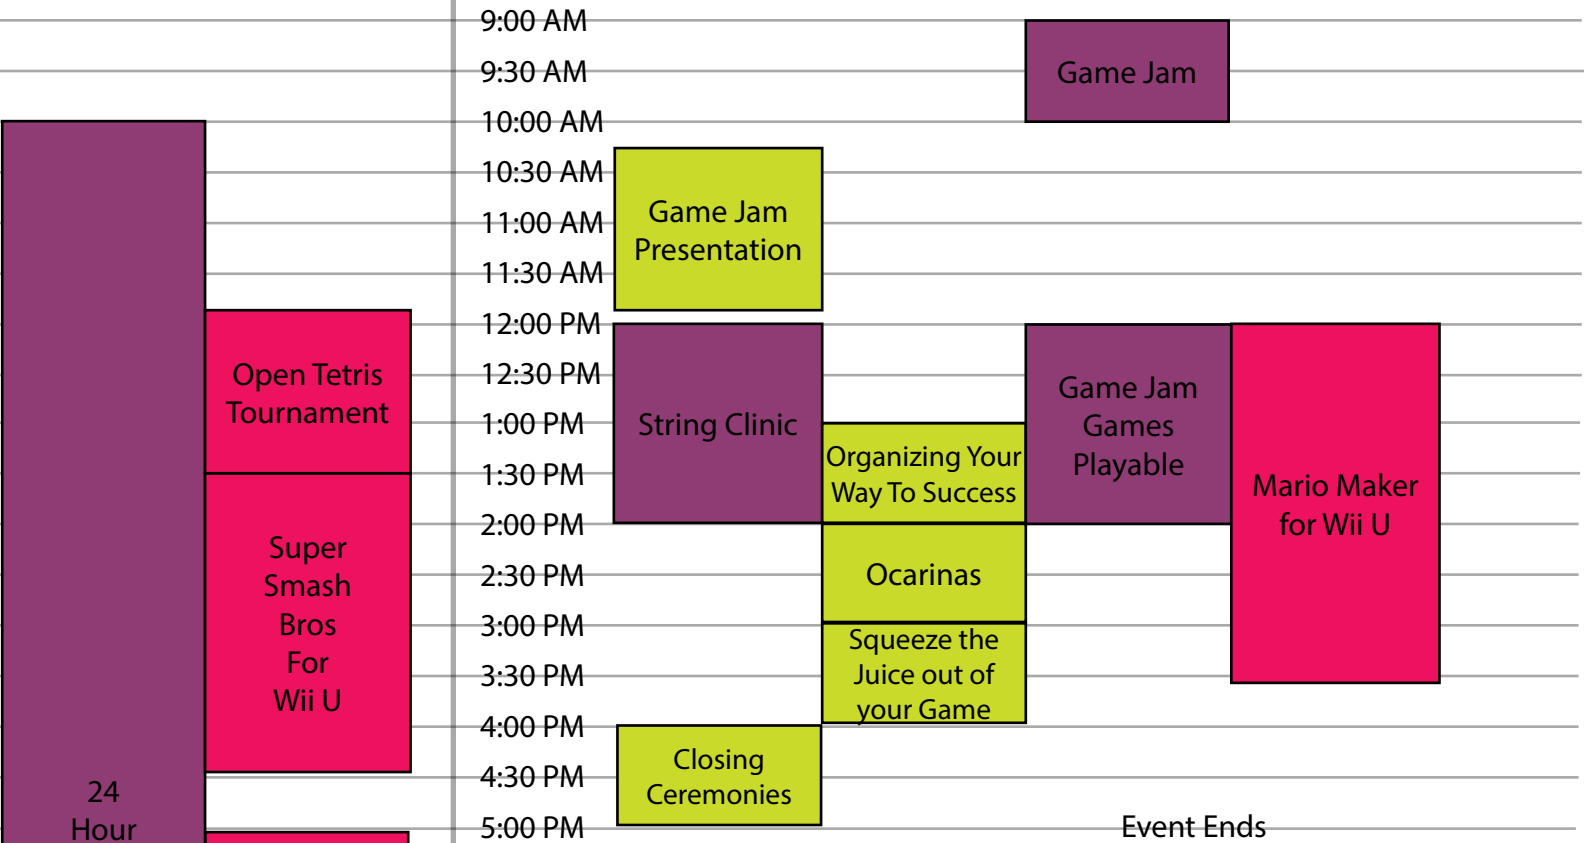 9:00 AM
9:30 AM
10:00 AM
10:30 AM
11:00 AM
11:30 AM
12:00 PM
12:30 PM
1:00 PM
1:30 PM
2:00 PM
2:30 PM
3:00 PM
3:30 PM
4:00 PM
4:30 PM
5:00 PM
24
Hour
Open Tetris
Tournament
Super
Smash
Bros
For
Wii U
Game Jam
Presentation
String Clinic
Closing
Ceremonies
Organizing Your
Way To Success
Ocarinas
Squeeze the
Juice out of
your Game
Game Jam
Game Jam
Games
Playable
Mario Maker
for Wii U
Event Ends